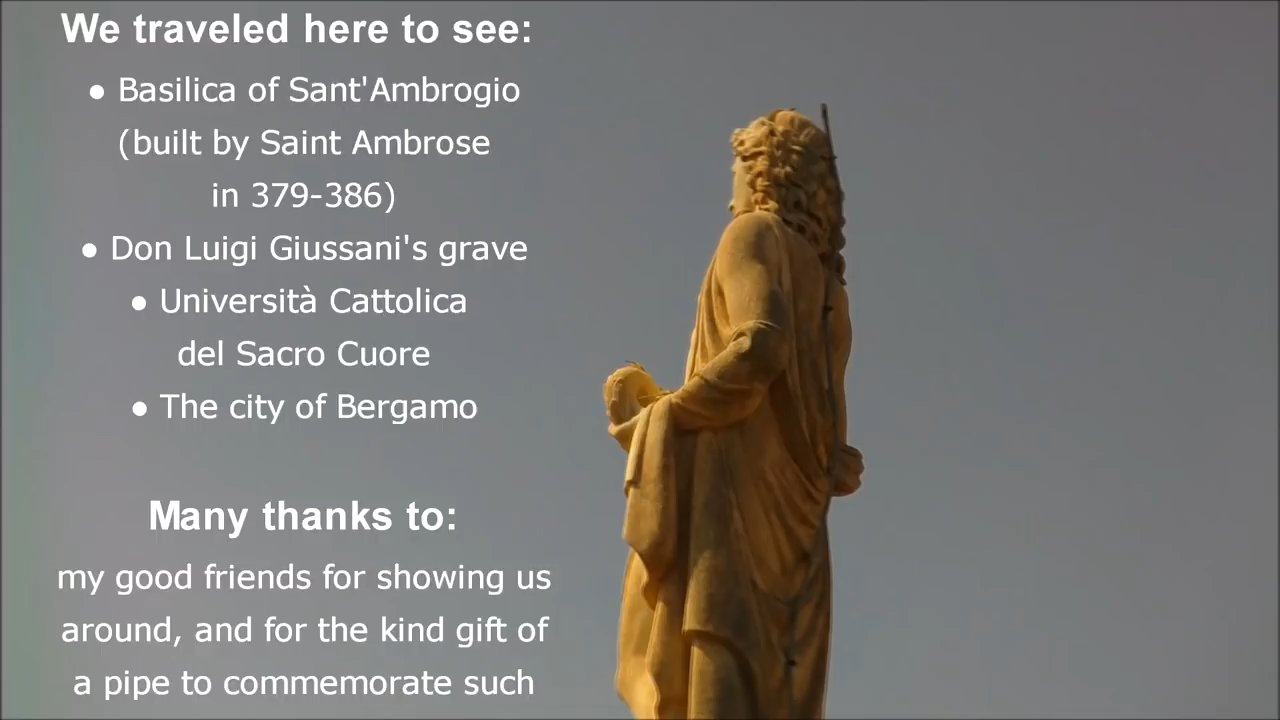 We traveled here to see:
● Basilica of Sant'Ambrogio
(built by Saint Ambrose
in 379-386)
● Don Luigi Giussani's grave
● Università Cattolica
del Sacro Cuore
● The city of Bergamo
Many thanks to:
my good friends for showing us
around, and for the kind gift of
a pipe to commemorate such